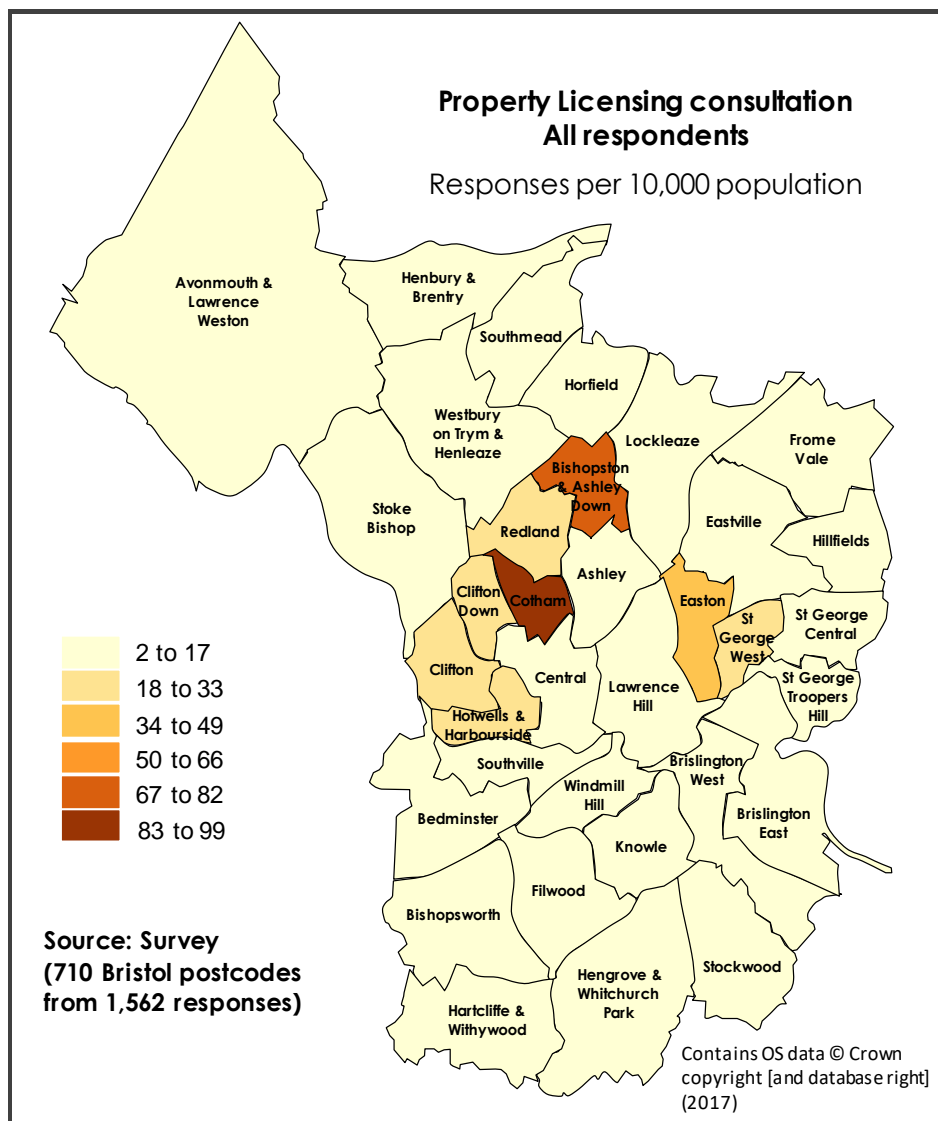 Property Licensing consultation
All respondents
Responses per 10,000 population
Avonmouth &
Lawrence
Weston
Henbury &
Brentry
Southmead
Horfield
Westbury
on Trym &
Henleaze
Lockleaze
Frome
Vale
Bishopston
& Ashley
Down
Stoke
Bishop
Redland
Eastville
Hillfields
Ashley
Clifton
Down
Cotham
Easton
St
George
West
St George
Central
Clifton
Central
Lawrence
Hill
St George
Troopers
Hill
Hotwells &
Harbourside
Southville
Brislington
West
Windmill
Hill
Bedminster
Brislington
East
Knowle
Filwood
Bishopsworth
Stockwood
Hengrove &
Whitchurch
Park
Hartcliffe &
Withywood
2 to 17
18 to 33
34 to 49
50 to 66
67 to 82
83 to 99
Source: Survey
(710 Bristol postcodes
from 1,562 responses)
Contains OS data © Crown
copyright [and database right]
(2017)